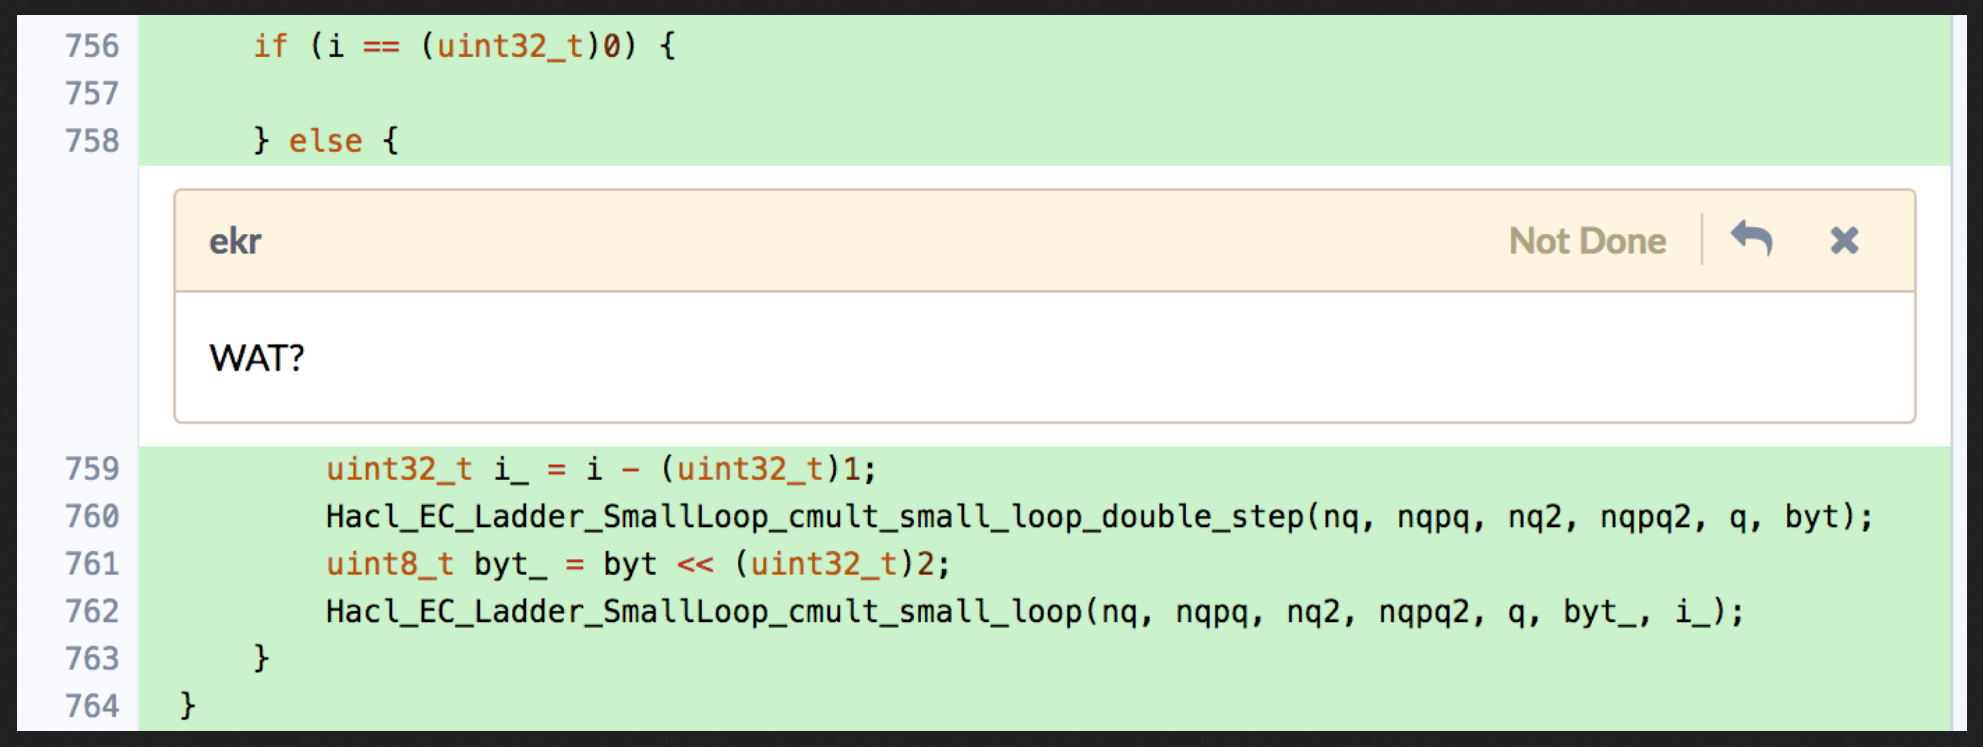 756 if (i == (uint32_t)0) {
757
758 } else {
ekr Not Done
WAT?
759 uint32_t i_ = i - (uint32_t)1;
760 Hacl_EC_Ladder_SmallLoop_cmult_small_loop_double_step(nq, nqpq, nq2, nqpq2, q, byt);
761 uint8_t byt_ = byt << (uint32_t)2;
762 Hacl_EC_Ladder_SmallLoop_cmult_small_loop(nq, nqpq, nq2, nqpq2, q, byt_, i_);
763 }
764 }